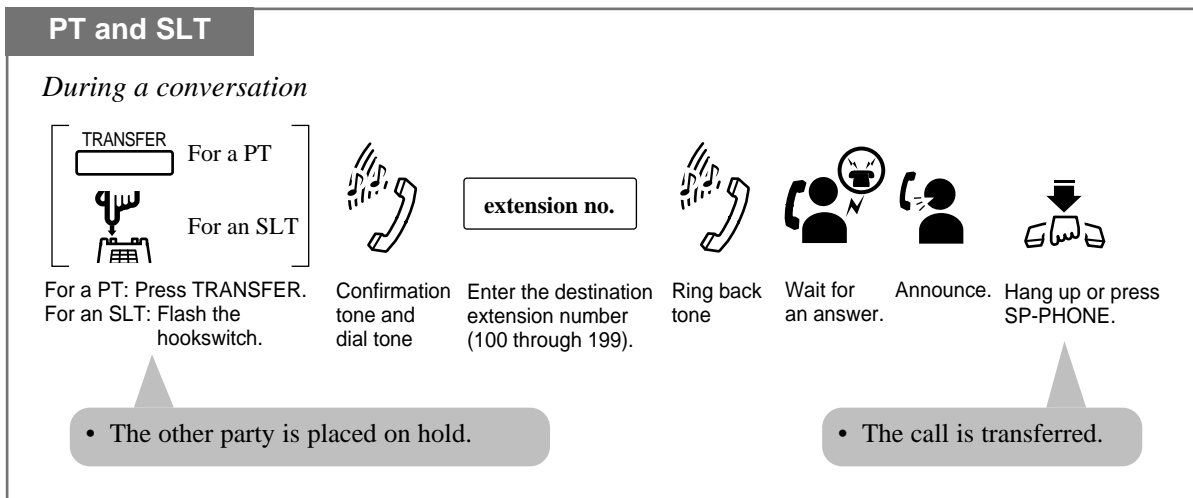 PT and SLT
During a conversation
TRANSFER
For a PT
For an SLT
extension no.
For a PT: Press TRANSFER.
For an SLT: Flash the
hookswitch.
Confirmation
tone and
dial tone
Enter the destination
extension number
(100 through 199).
Ring back
tone
Wait for
an answer.
Announce.
Hang up or press
SP-PHONE.
• The other party is placed on hold.
• The call is transferred.